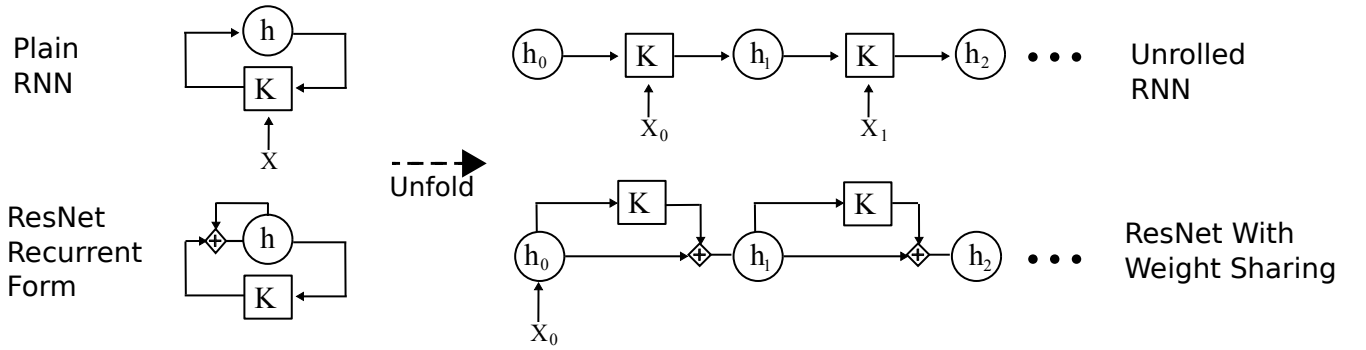 Plain
RNN
h
K
X
h₀
K
h₁
K
h₂
X₀
X₁
Unrolled
RNN
Unfold
ResNet
Recurrent
Form
h
K
K
K
h₀
h₁
h₂
X₀
ResNet With
Weight Sharing